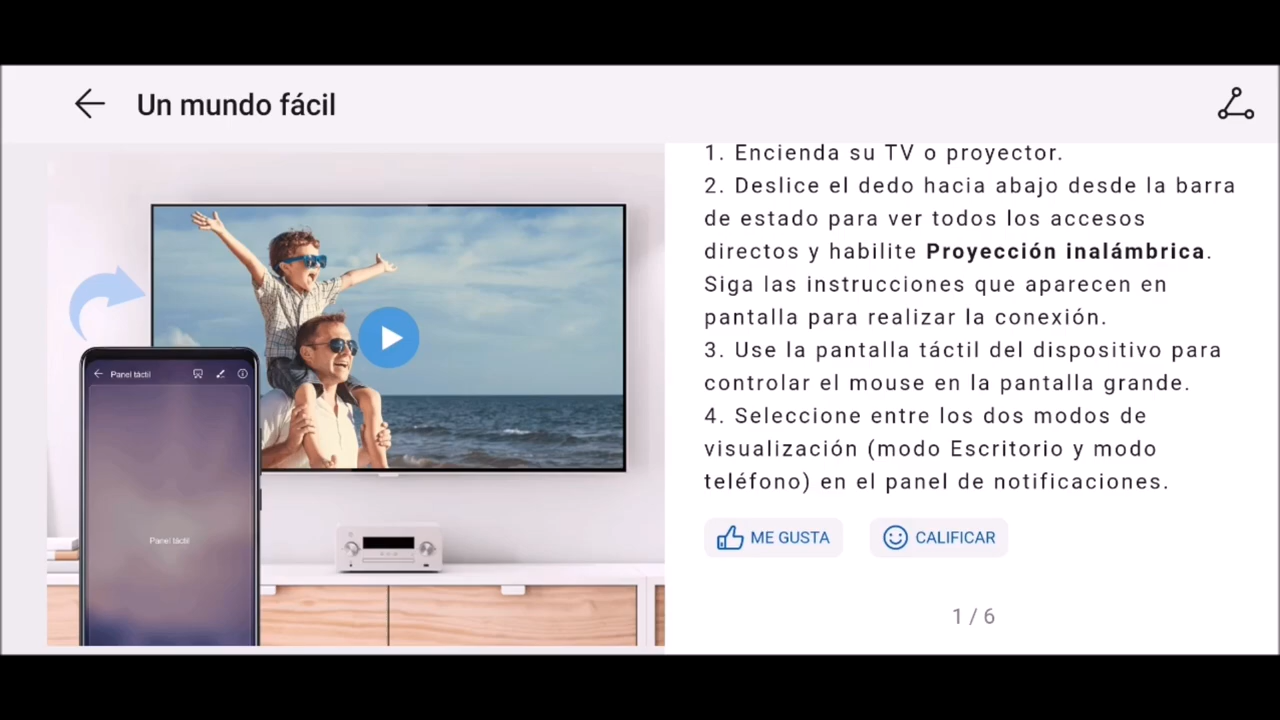 Un mundo fácil
1. Encienda su TV o proyector.
2. Deslice el dedo hacia abajo desde la barra
de estado para ver todos los accesos
directos y habilite Proyección inalámbrica.
Siga las instrucciones que aparecen en
pantalla para realizar la conexión.
3. Use la pantalla táctil del dispositivo para
controlar el mouse en la pantalla grande.
4. Seleccione entre los dos modos de
visualización (modo Escritorio y modo
teléfono) en el panel de notificaciones.
ME GUSTA
CALIFICAR
1 / 6
Panel táctil
Panel táctil